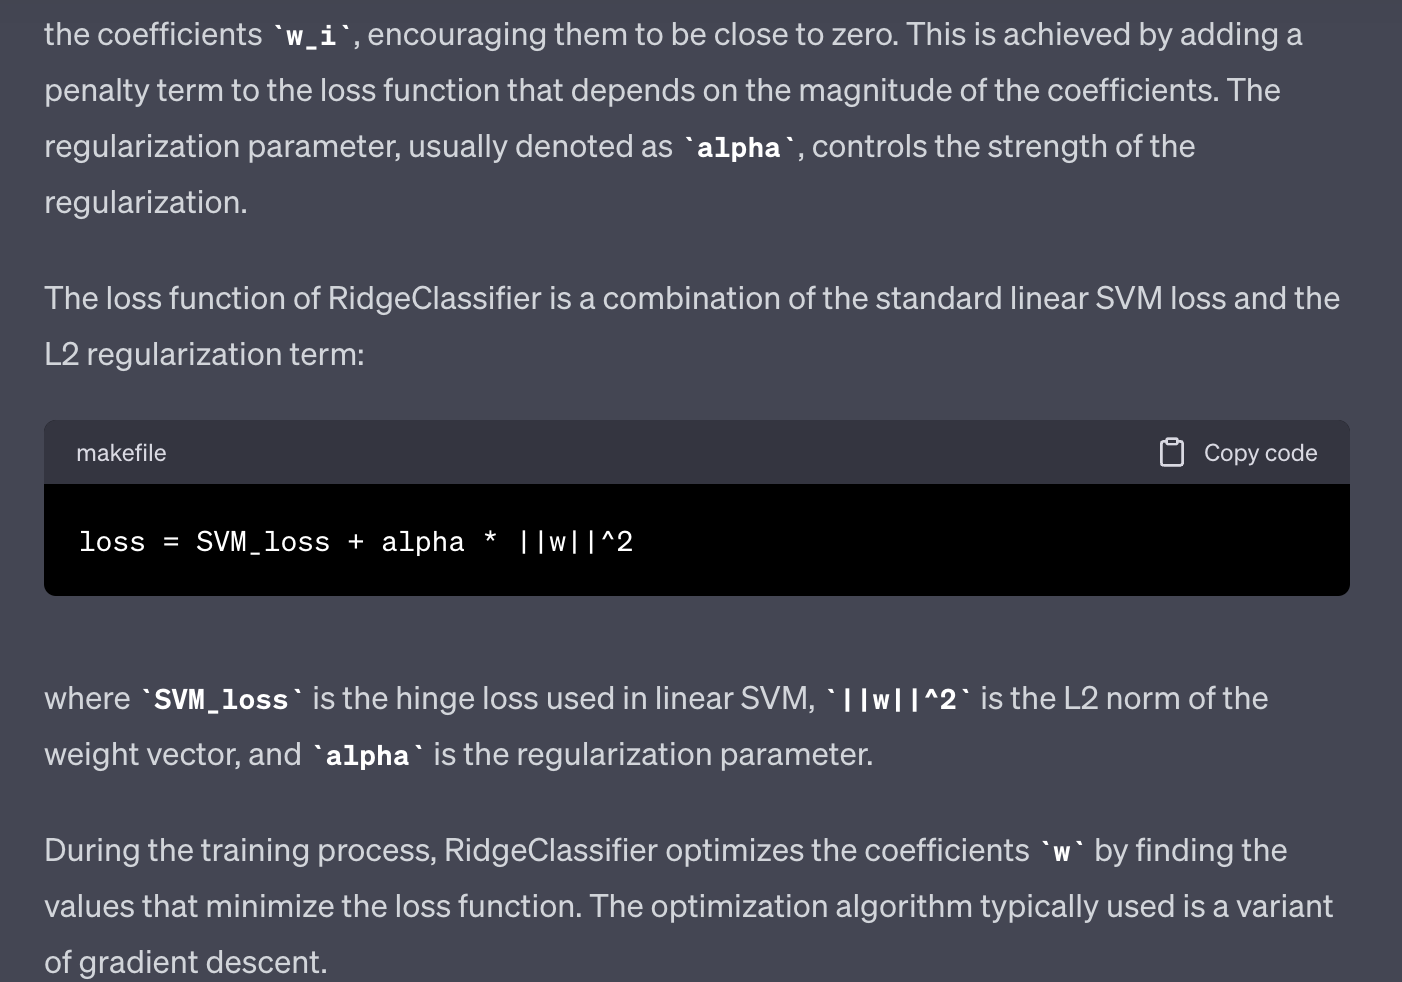 the coefficients `w_i`, encouraging them to be close to zero. This is achieved by adding a
penalty term to the loss function that depends on the magnitude of the coefficients. The
regularization parameter, usually denoted as `alpha`, controls the strength of the
regularization.
The loss function of RidgeClassifier is a combination of the standard linear SVM loss and the
L2 regularization term:
makefile
Copy code
loss = SVM_loss + alpha * ||w||^2
where `SVM_loss` is the hinge loss used in linear SVM, `||w||^2` is the L2 norm of the
weight vector, and `alpha` is the regularization parameter.
During the training process, RidgeClassifier optimizes the coefficients `w` by finding the
values that minimize the loss function. The optimization algorithm typically used is a variant
of gradient descent.